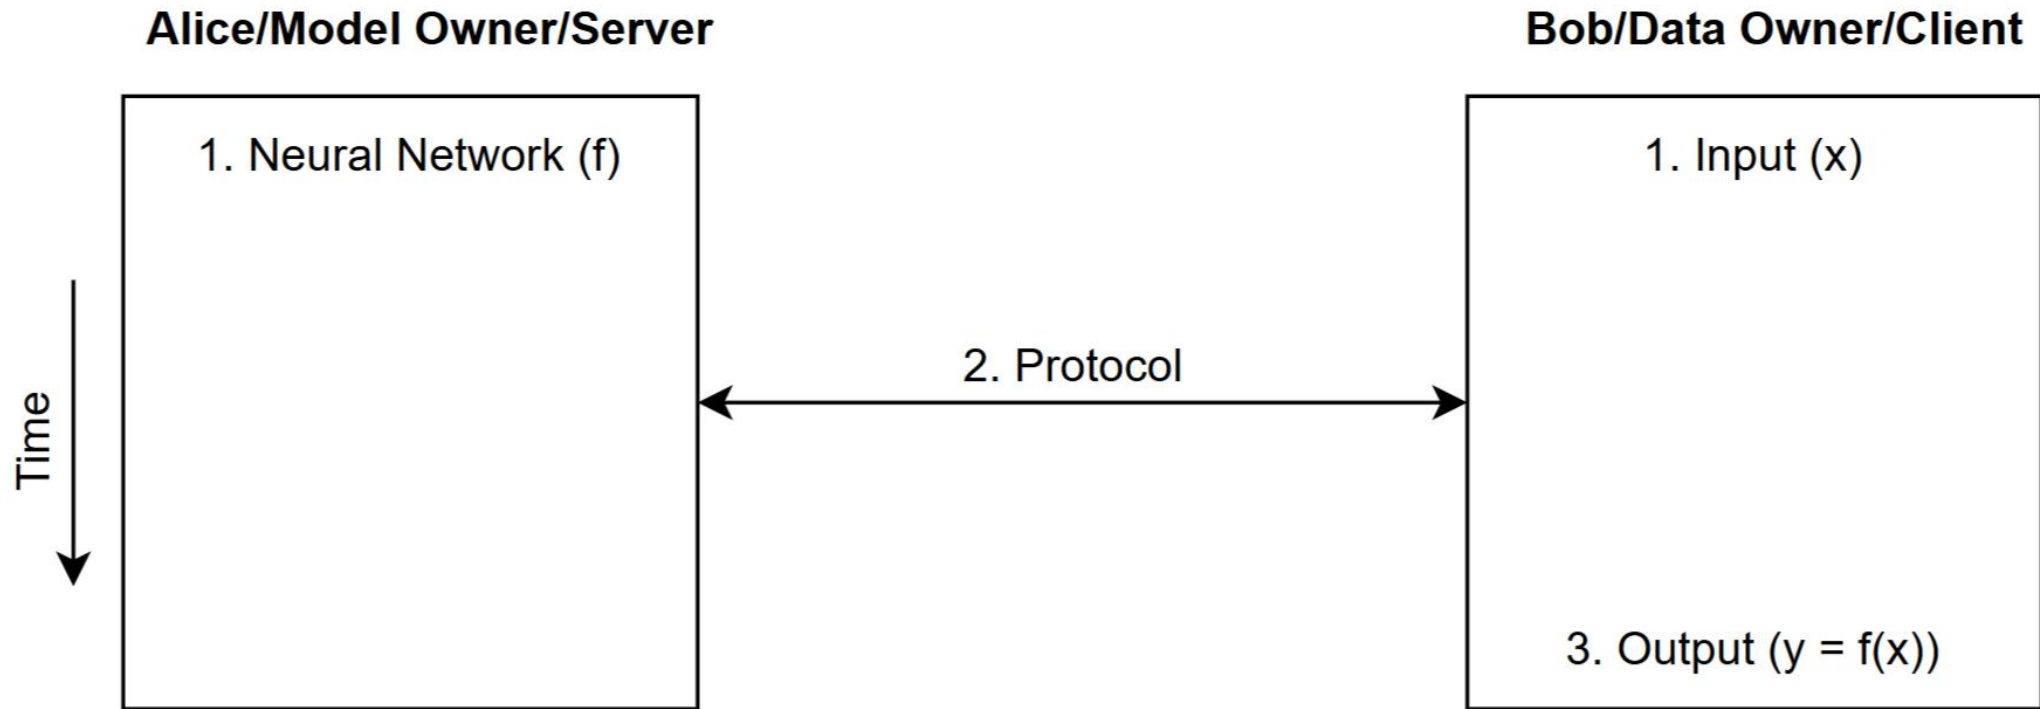 Alice/Model Owner/Server
Bob/Data Owner/Client
1. Neural Network (f)
1. Input (x)
2. Protocol
Time
3. Output (y = f(x))